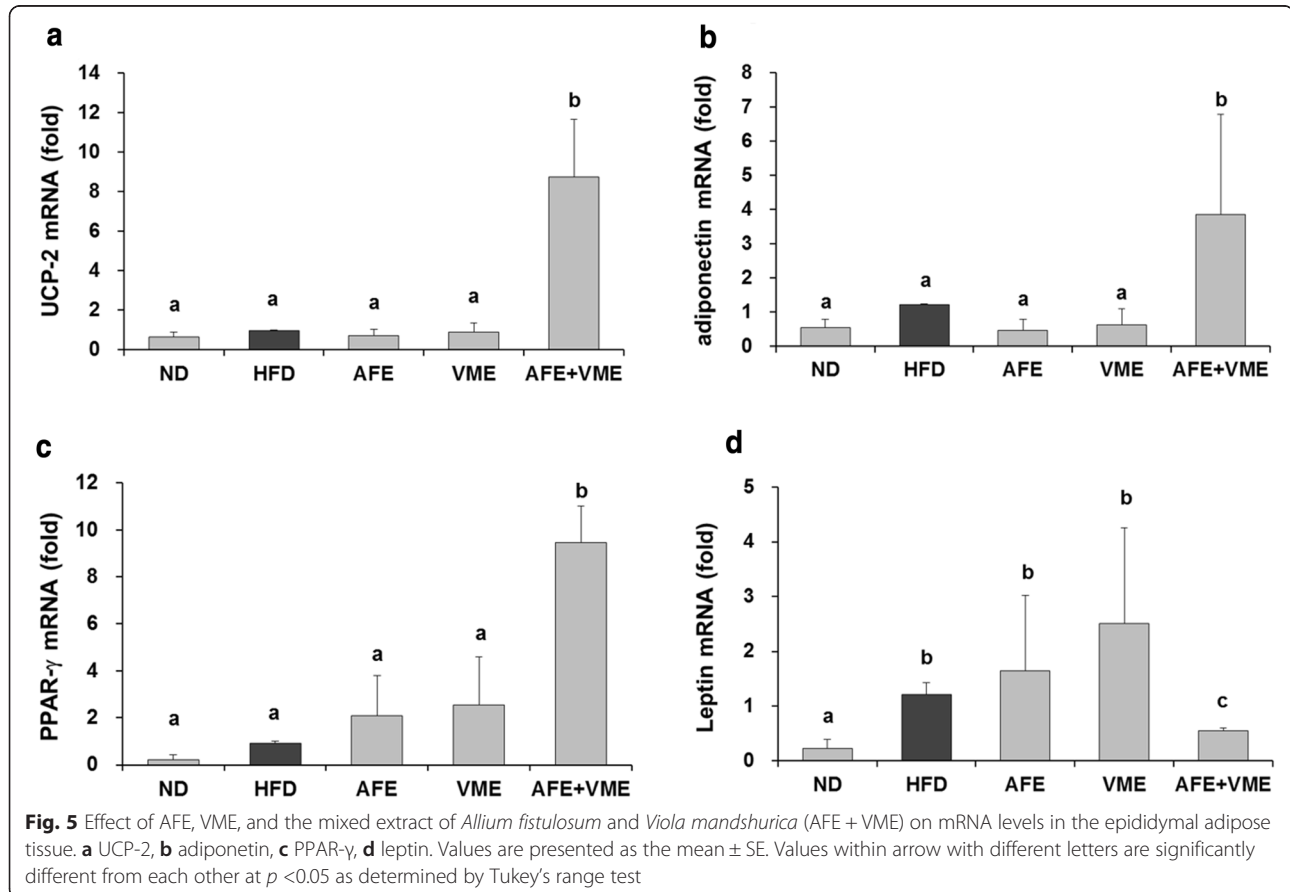 a
UCP-2 mRNA (fold)
14
12
10
8
6
4
2
0
a
a
a
a
b
ND HFD AFE VME AFE+VME
b
adiponectin mRNA (fold)
8
7
6
5
4
3
2
1
0
a
a
a
a
b
ND HFD AFE VME AFE+VME
c
PPAR-γ mRNA (fold)
12
10
8
6
4
2
0
a
a
a
a
b
ND HFD AFE VME AFE+VME
d
Leptin mRNA (fold)
5
4
3
2
1
0
a
b
b
b
c
ND HFD AFE VME AFE+VME
Fig. 5 Effect of AFE, VME, and the mixed extract of Allium fistulosum and Viola mandshurica (AFE + VME) on mRNA levels in the epididymal adipose
tissue. a UCP-2, b adiponetin, c PPAR-γ, d leptin. Values are presented as the mean ± SE. Values within arrow with different letters are significantly
different from each other at p <0.05 as determined by Tukey's range test